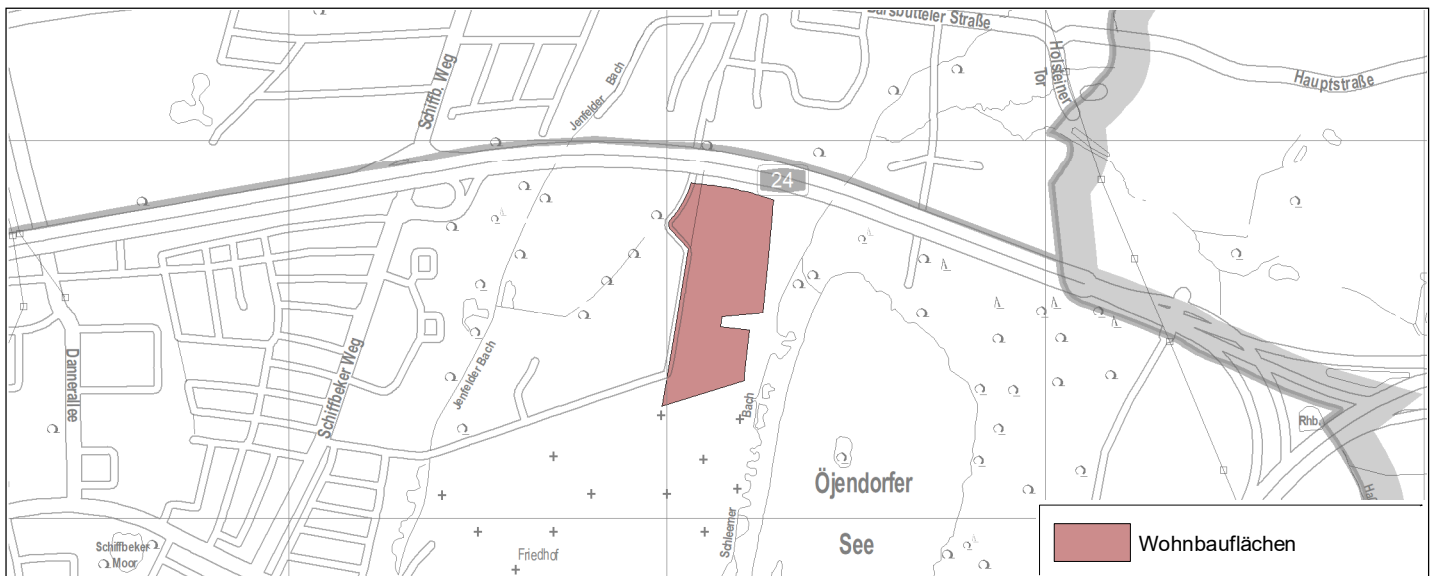 Barsbütteler Straße
Holsteiner
Tor
Hauptstraße
Schiffb. Weg
Jenfelder Bach
24
Dannerallee
Schiffbeker Weg
Jenfelder Bach
Bach
Rhb.
Öjendorfer
Schleemer
See
Schiffbeker
Moor
Friedhof
Wohnbauflächen